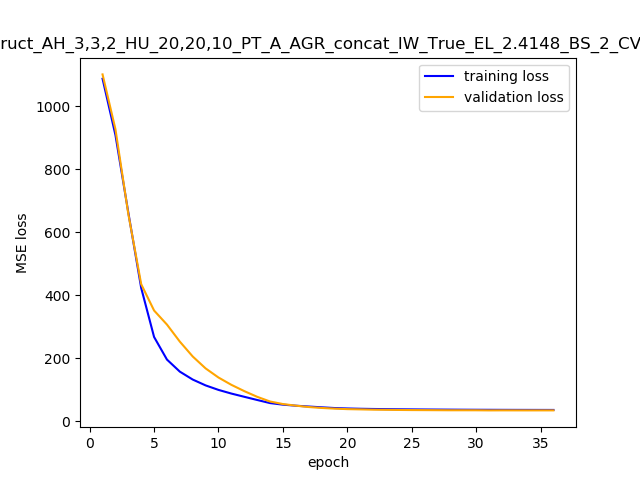 ruct_AH_3,3,2_HU_20,20,10_PT_A_AGR_concat_IW_True_EL_2.4148_BS_2_CV
training loss
validation loss
MSE loss
1000
800
600
400
200
0
0 5 10 15 20 25 30 35
epoch